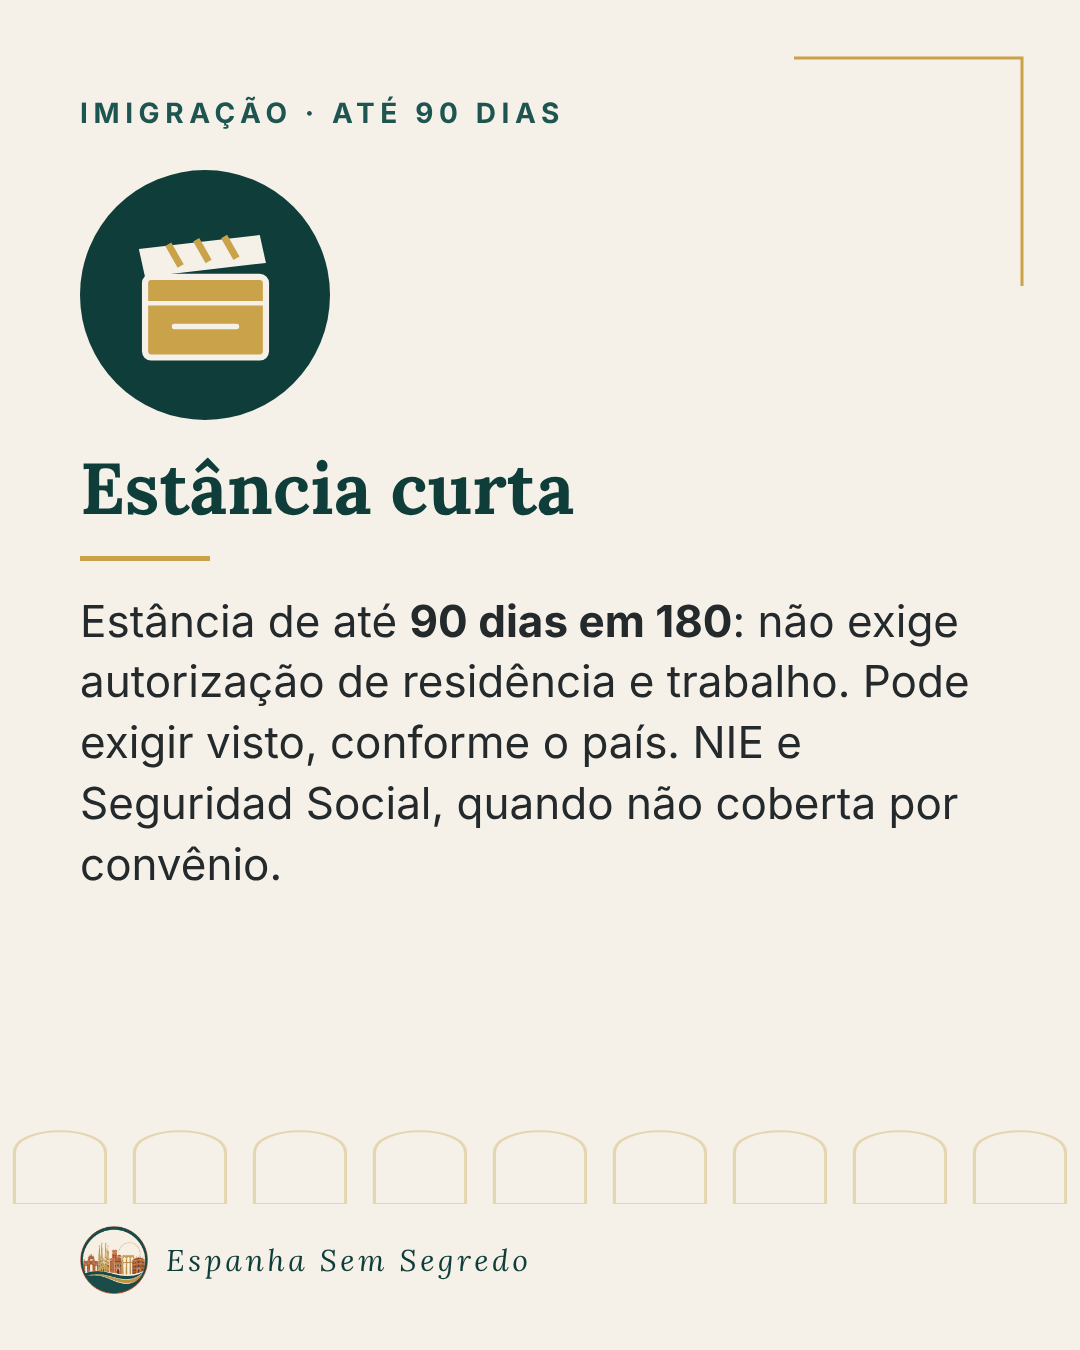 IMIGRAÇÃO · ATÉ 90 DIAS
Estância curta
Estância de até 90 dias em 180: não exige
autorização de residência e trabalho. Pode
exigir visto, conforme o país. NIE e
Seguridad Social, quando não coberta por
convênio.
Espanha Sem Segredo